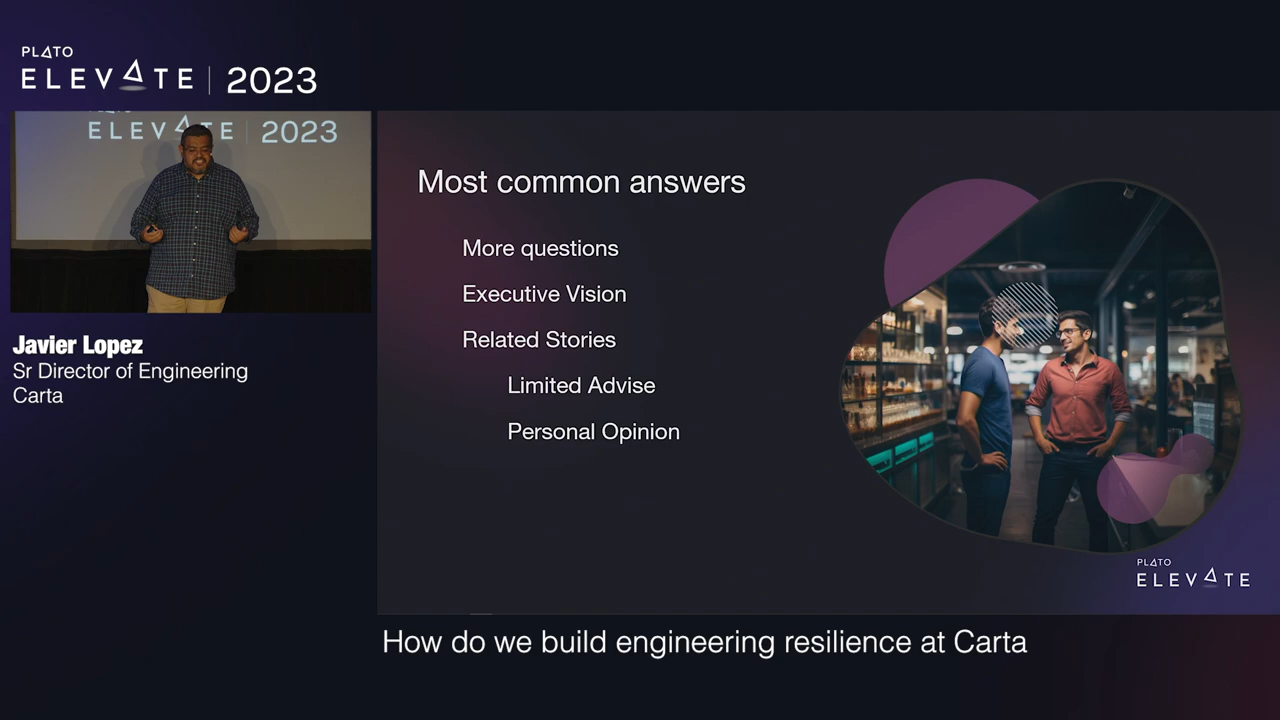 PLATO
ELEVATE | 2023
PLATO
ELEVATE | 2023
Javier Lopez
Sr Director of Engineering
Carta
Most common answers
More questions
Executive Vision
Related Stories
Limited Advise
Personal Opinion
PLATO
ELEVATE
How do we build engineering resilience at Carta